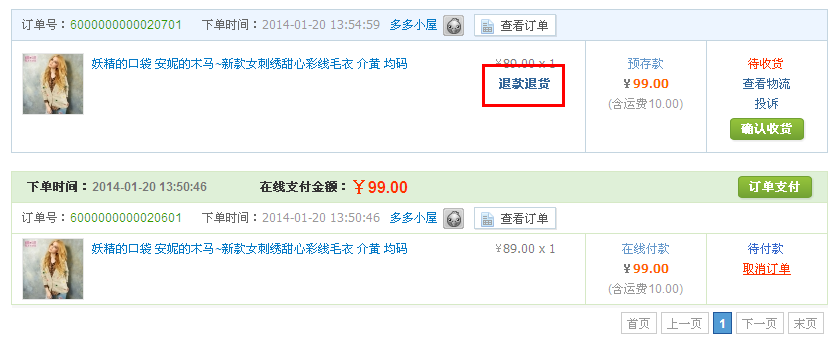 订单号：6000000000020701 下单时间：2014-01-20 13:54:59 多多小屋 查看订单
妖精的口袋 安妮的木马~新款女刺绣甜心彩线毛衣 介黄 均码 ¥89.00 x 1 预存款 待收货
退款退货 ¥99.00 查看物流
(含运费10.00) 投诉
确认收货
下单时间：2014-01-20 13:50:46 在线支付金额：¥99.00 订单支付
订单号：6000000000020601 下单时间：2014-01-20 13:50:46 多多小屋 查看订单
妖精的口袋 安妮的木马~新款女刺绣甜心彩线毛衣 介黄 均码 ¥89.00 x 1 在线付款 待付款
¥99.00 取消订单
(含运费10.00)
首页 上一页 1 下一页 末页